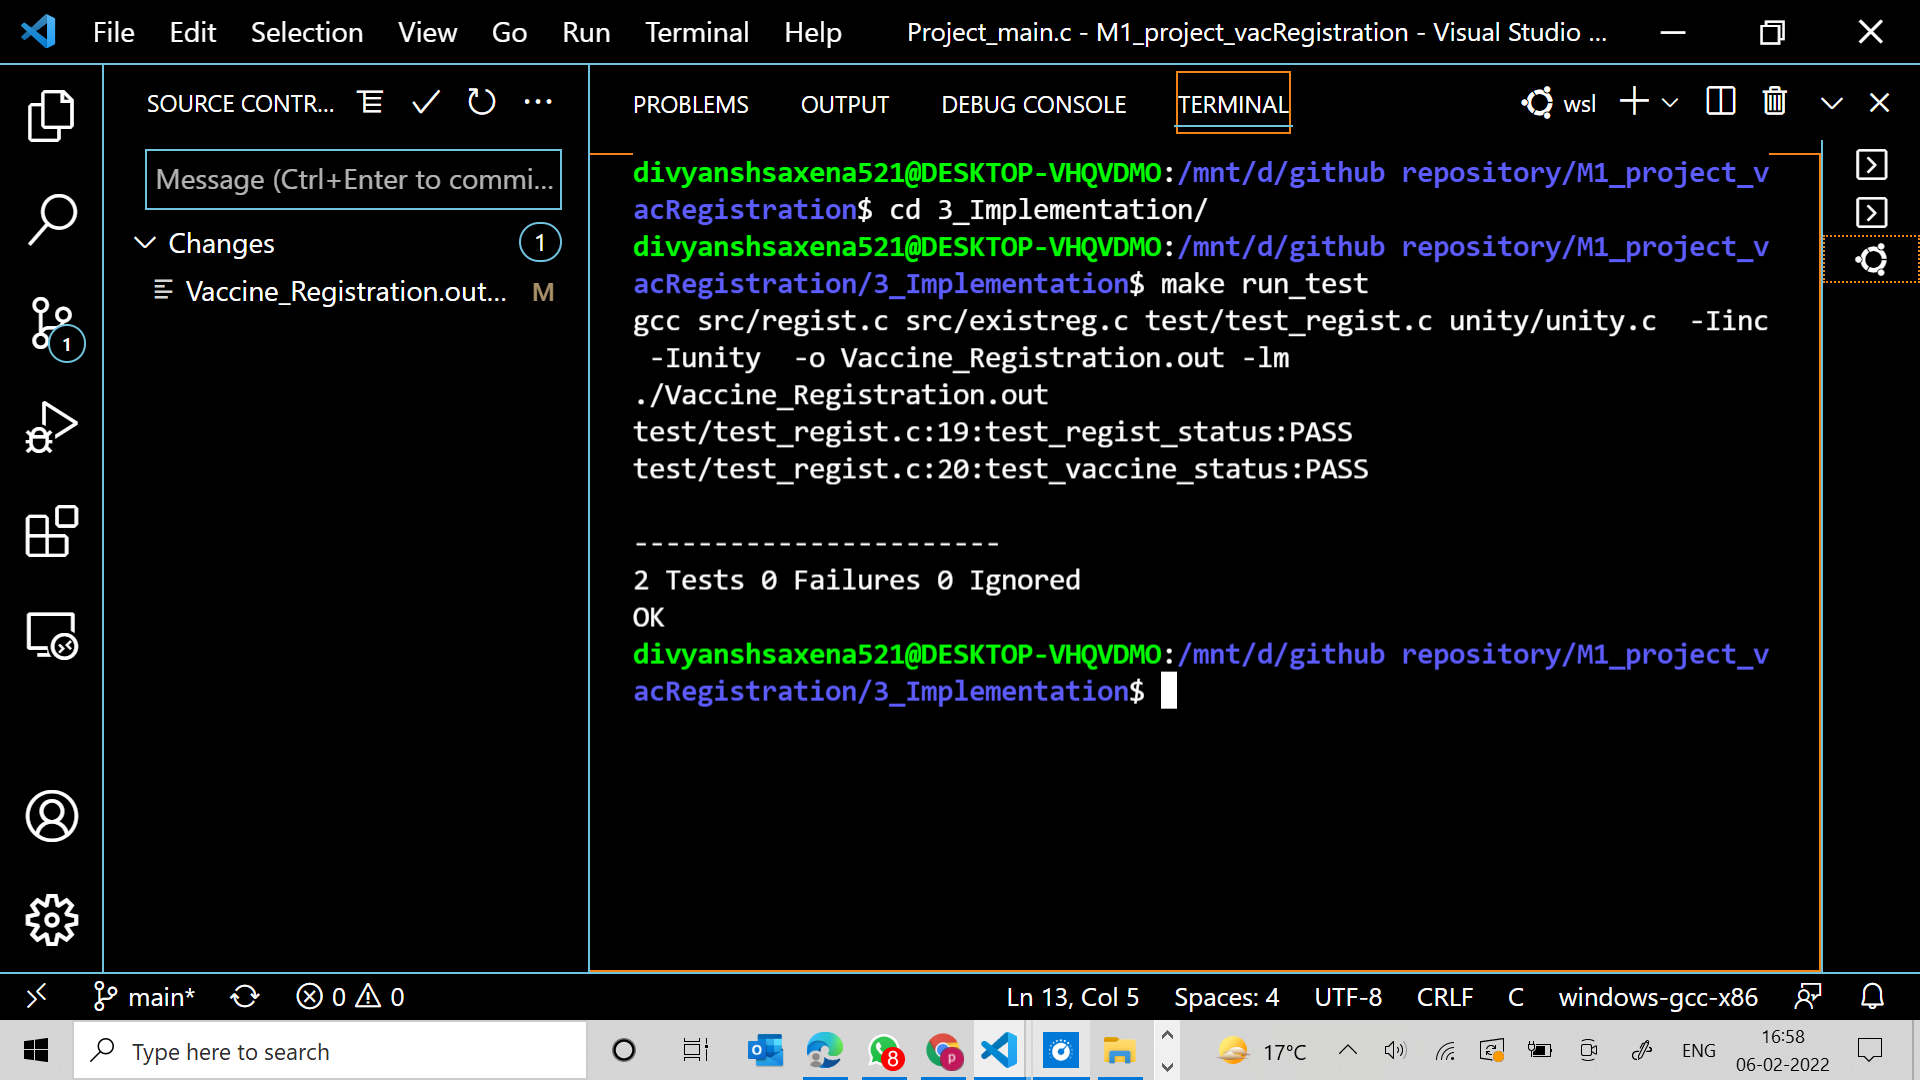 File Edit Selection View Go Run Terminal Help Project_main.c - M1_project_vacRegistration - Visual Studio ...
SOURCE CONTR...
Message (Ctrl+Enter to commi...
Changes 1
Vaccine_Registration.out... M
1
PROBLEMS OUTPUT DEBUG CONSOLE TERMINAL wsl
divyanshsaxena521@DESKTOP-VHQVDMO:/mnt/d/github repository/M1_project_v
acRegistration$ cd 3_Implementation/
divyanshsaxena521@DESKTOP-VHQVDMO:/mnt/d/github repository/M1_project_v
acRegistration/3_Implementation$ make run_test
gcc src/regist.c src/existreg.c test/test_regist.c unity/unity.c  -Iinc
 -Iunity  -o Vaccine_Registration.out -lm
./Vaccine_Registration.out
test/test_regist.c:19:test_regist_status:PASS
test/test_regist.c:20:test_vaccine_status:PASS
-----------------------
2 Tests 0 Failures 0 Ignored
OK
divyanshsaxena521@DESKTOP-VHQVDMO:/mnt/d/github repository/M1_project_v
acRegistration/3_Implementation$
main* 0 0 Ln 13, Col 5 Spaces: 4 UTF-8 CRLF C windows-gcc-x86
Type here to search 8 p 17°C ENG 16:58
06-02-2022